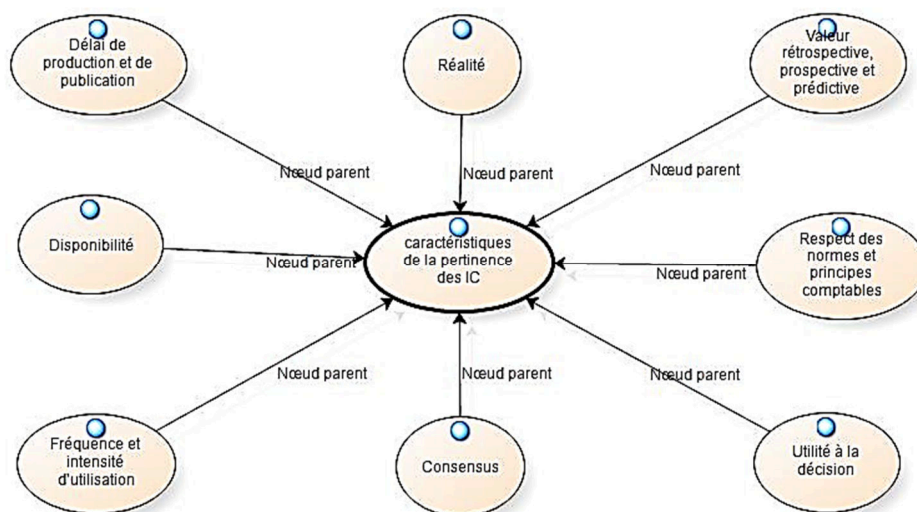 Délai de
production et de
publication
Réalité
Valeur
rétrospective,
prospective et
prédictive
Nœud parent
Nœud parent
Nœud parent
Disponibilité
Nœud parent
caractéristiques
de la pertinence
des IC
Nœud parent
Respect des
normes et
principes
comptables
Nœud parent
Nœud parent
Nœud parent
Fréquence et
intensité
d'utilisation
Consensus
Utilité à la
décision